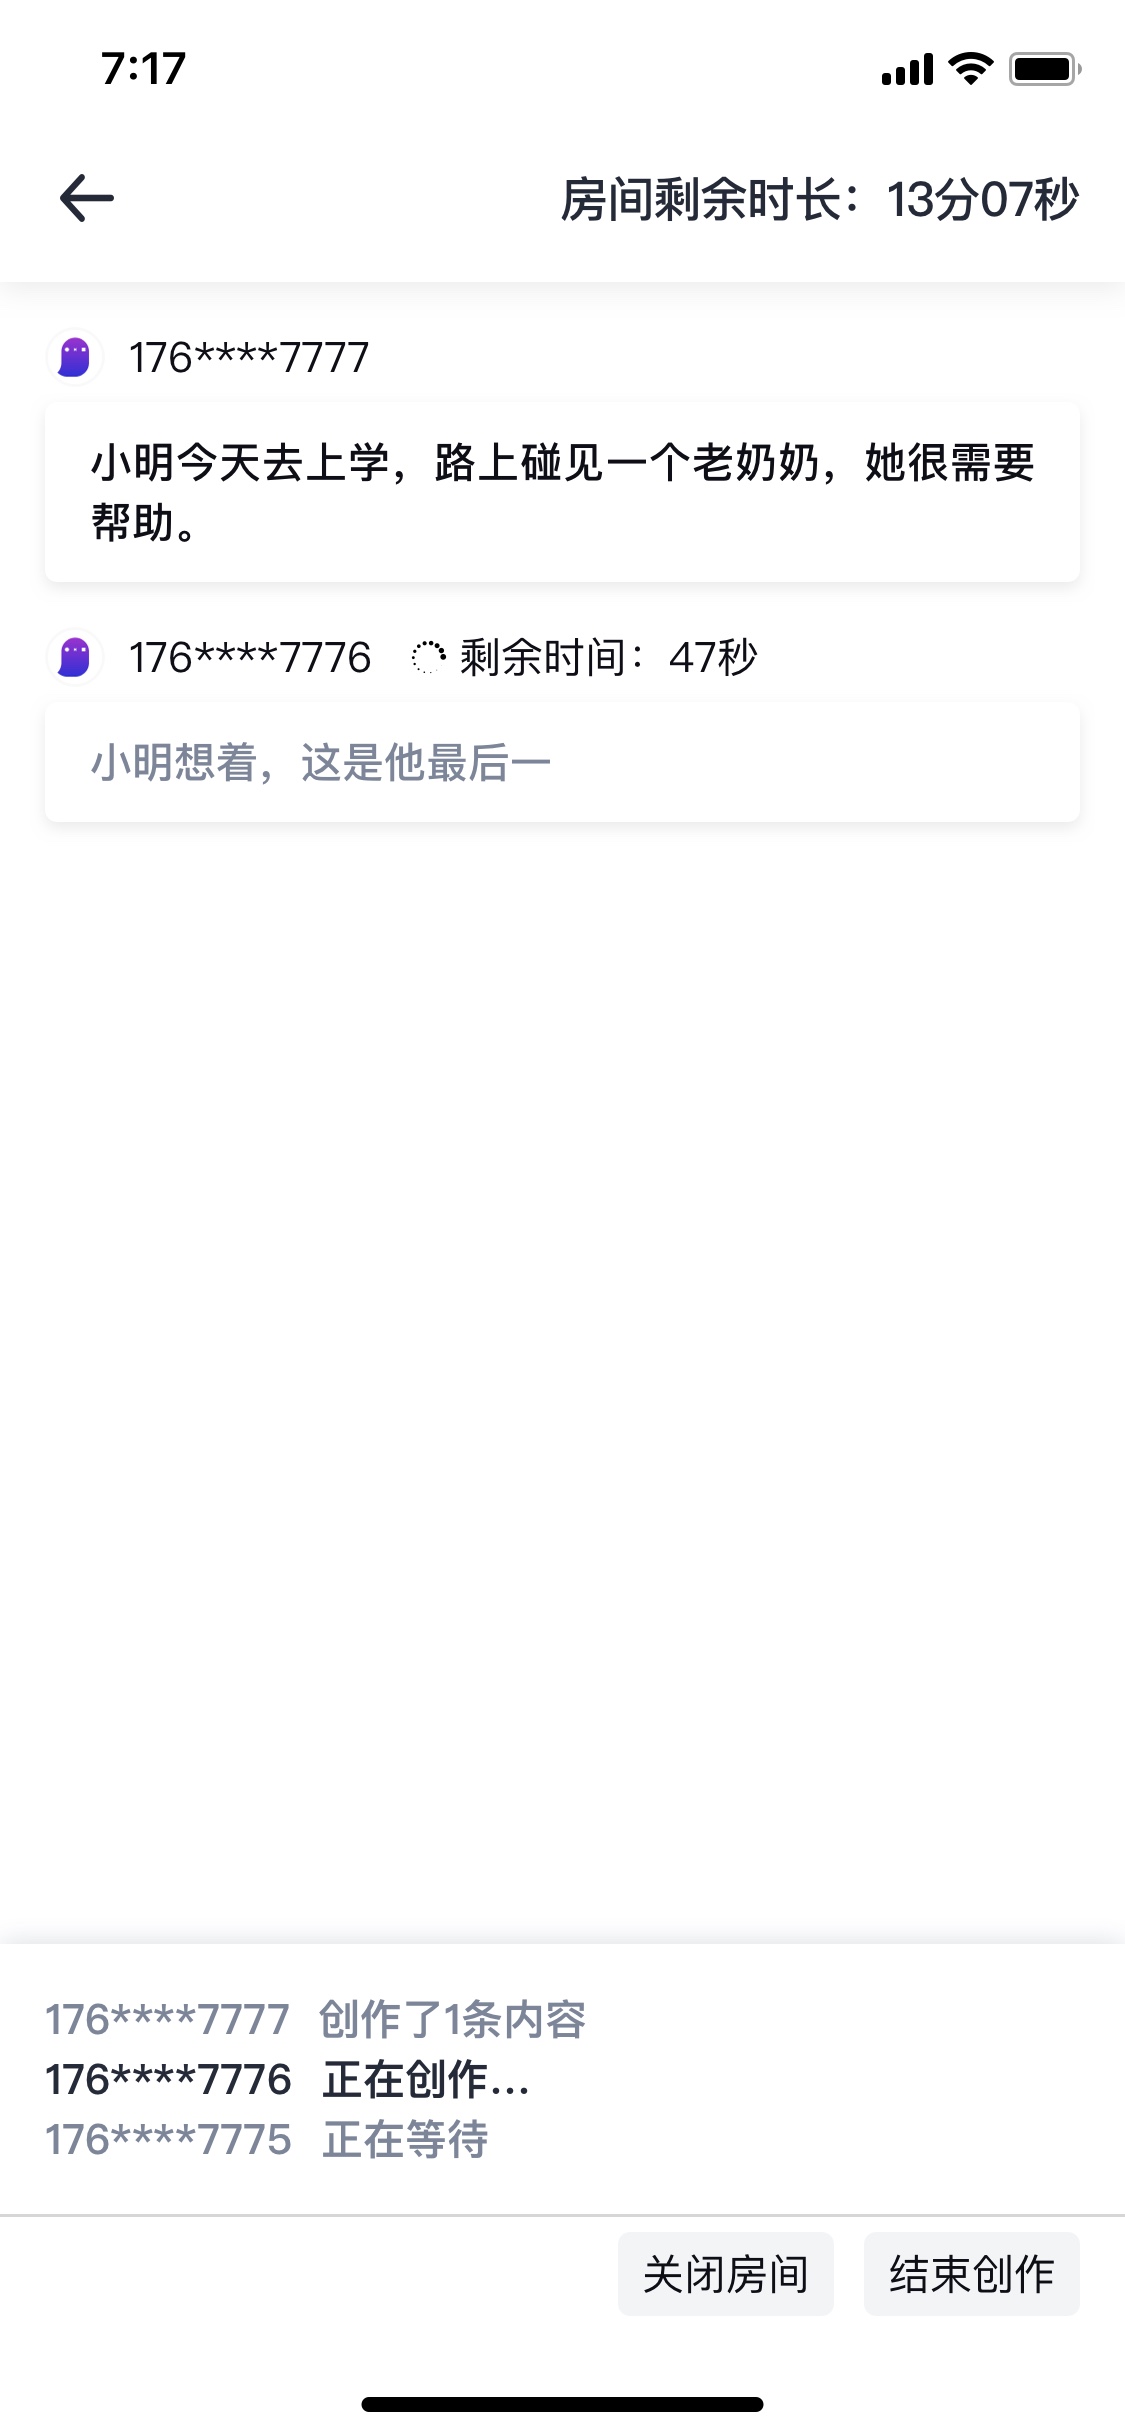 7:17
房间剩余时长：13分07秒
176****7777
小明今天去上学，路上碰见一个老奶奶，她很需要
帮助。
176****7776 剩余时间：47秒
小明想着，这是他最后一
176****7777 创作了1条内容
176****7776 正在创作...
176****7775 正在等待
关闭房间 结束创作